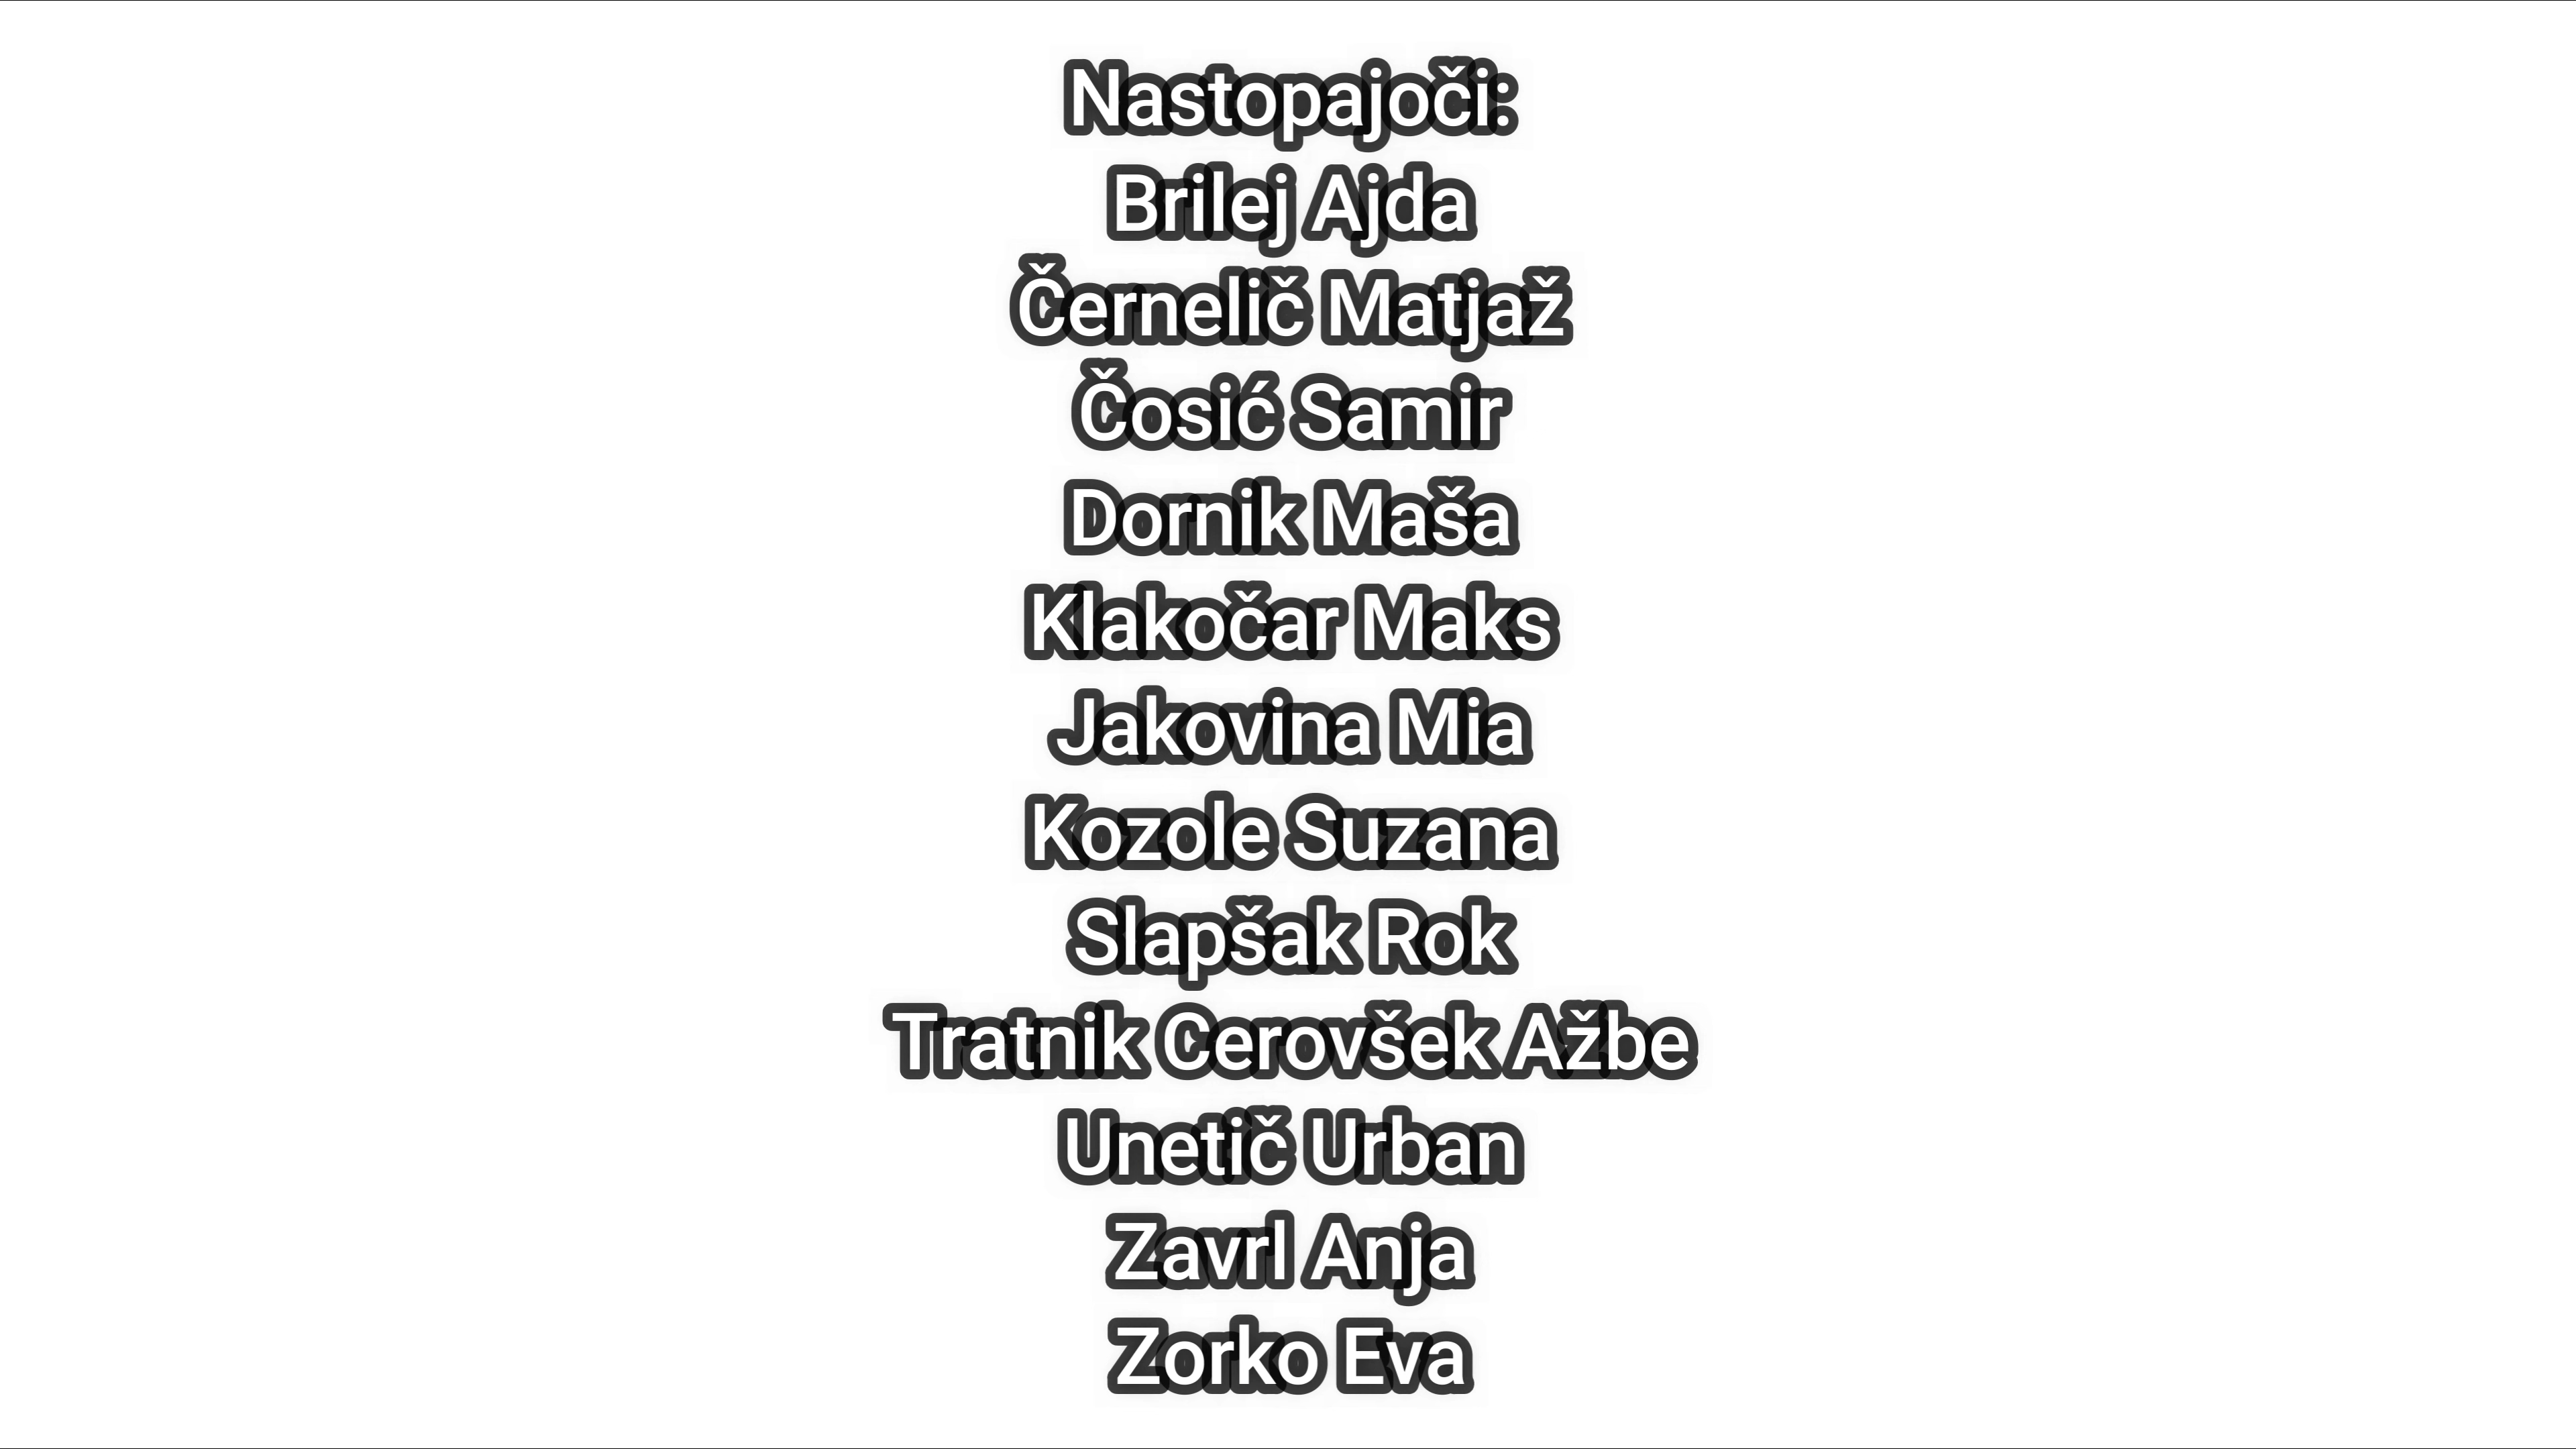 Nastopajoči:
Brilej Ajda
Černelič Matjaž
Čosić Samir
Dornik Maša
Klakočar Maks
Jakovina Mia
Kozole Suzana
Slapšak Rok
Tratnik Cerovšek Ažbe
Unetič Urban
Zavrl Anja
Zorko Eva